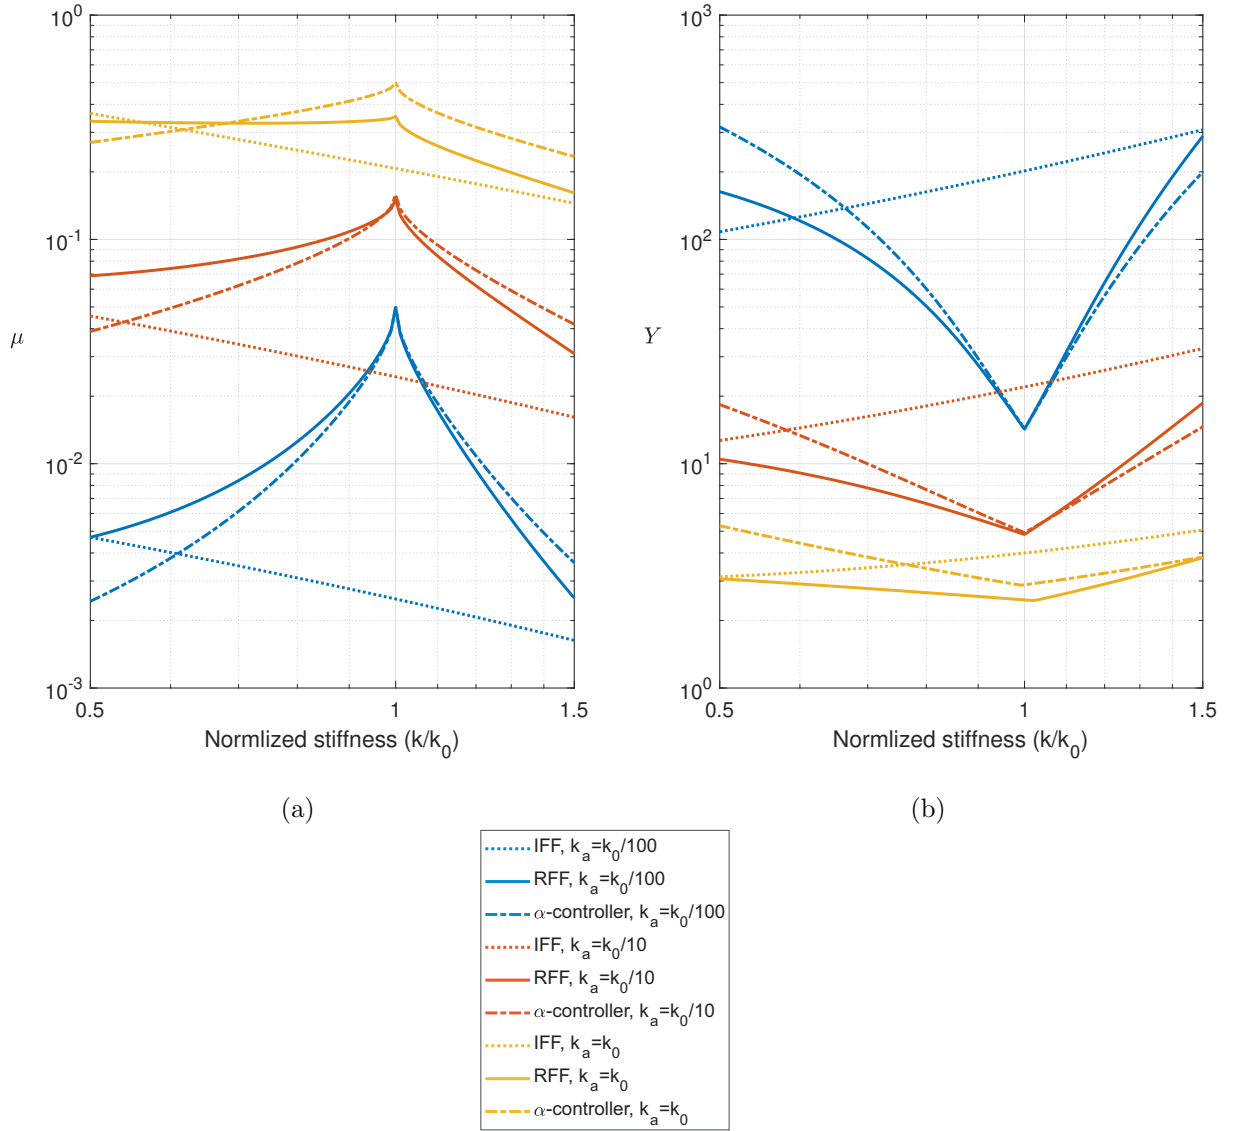 10^0
10^-1
10^-2
10^-3
μ
0.5
1
1.5
Normlized stiffness (k/k_0)
(a)
10^3
10^2
10^1
10^0
Y
0.5
1
1.5
Normlized stiffness (k/k_0)
(b)
IFF, k_a=k_0/100
RFF, k_a=k_0/100
α-controller, k_a=k_0/100
IFF, k_a=k_0/10
RFF, k_a=k_0/10
α-controller, k_a=k_0/10
IFF, k_a=k_0
RFF, k_a=k_0
α-controller, k_a=k_0